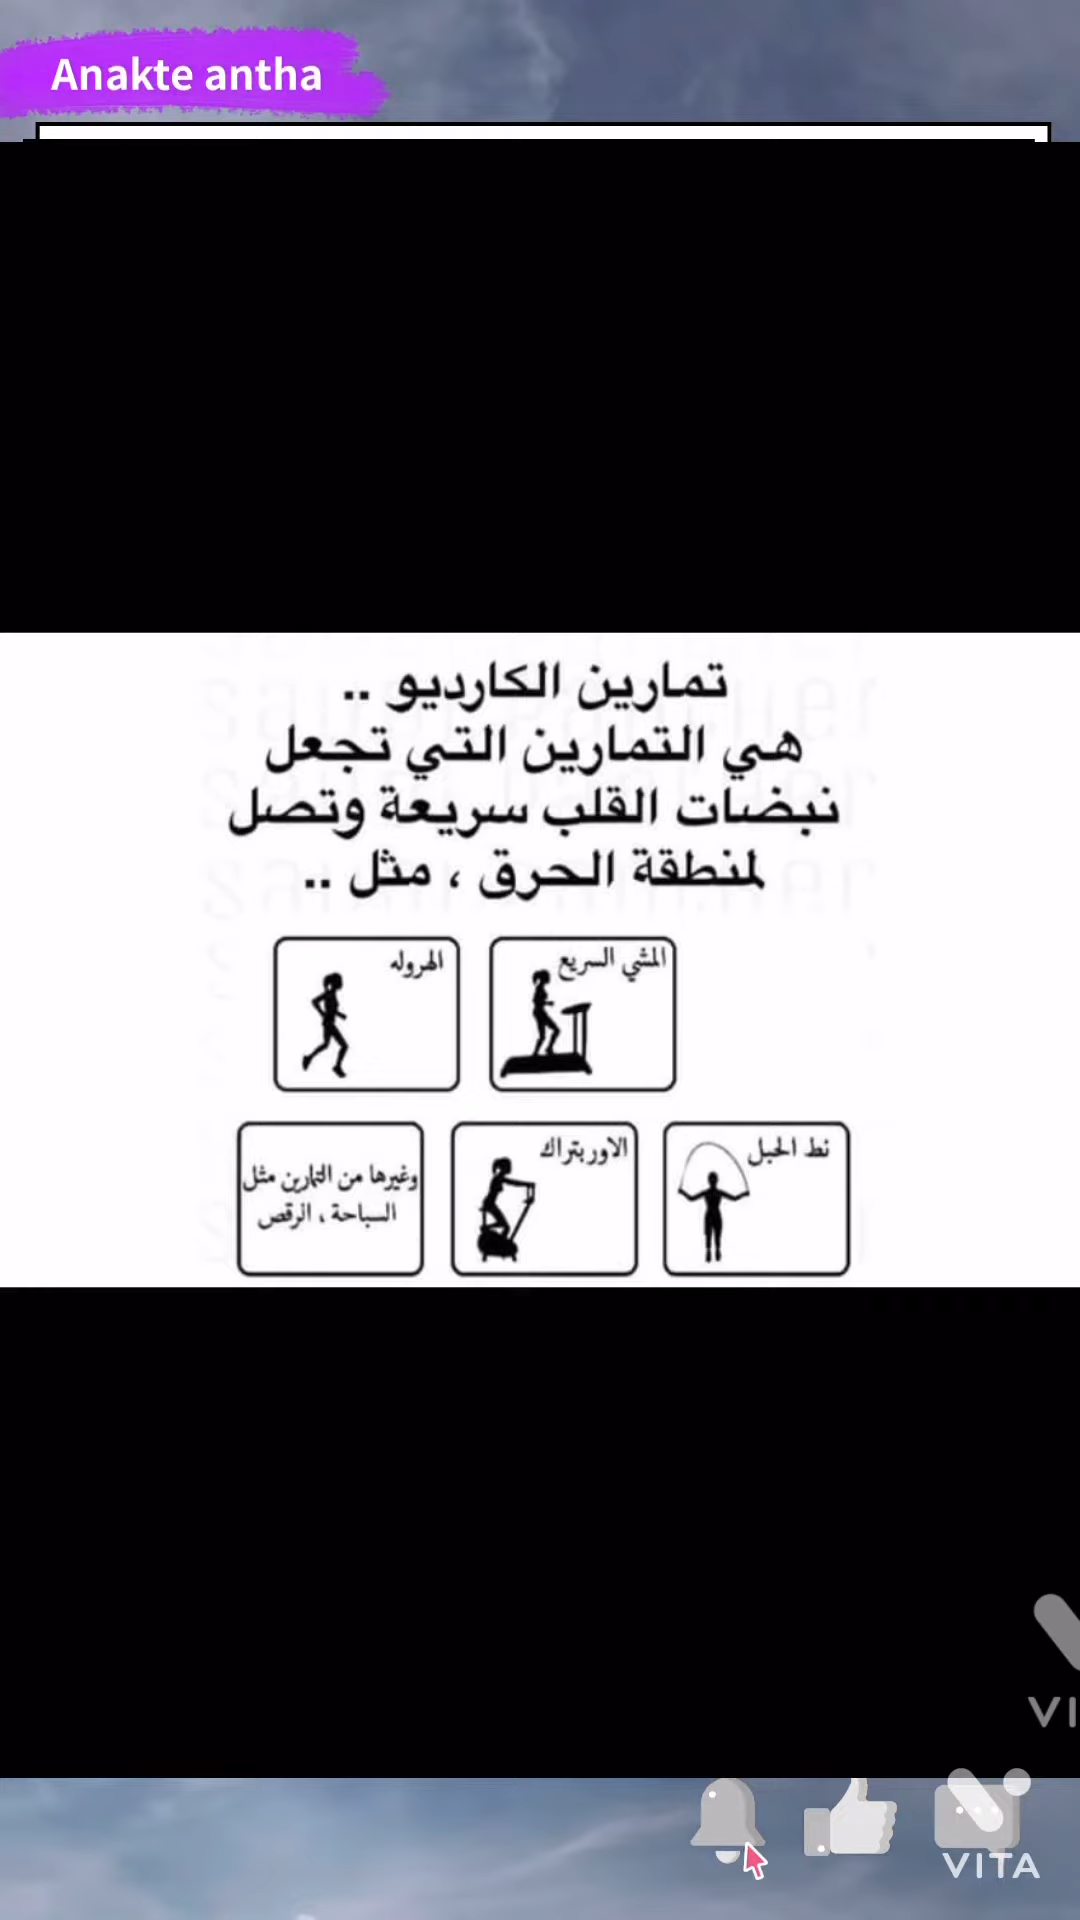 Anakte antha
تمارين الكارديو ..
هي التمارين التي تجعل
نبضات القلب سريعة وتصل
لمنطقة الحرق ، مثل ..
المشي السريع
الهروله
نط الحبل
الاوربتراك
وغيرها من التمارين مثل
السباحة ، الرقص
VI
VITA